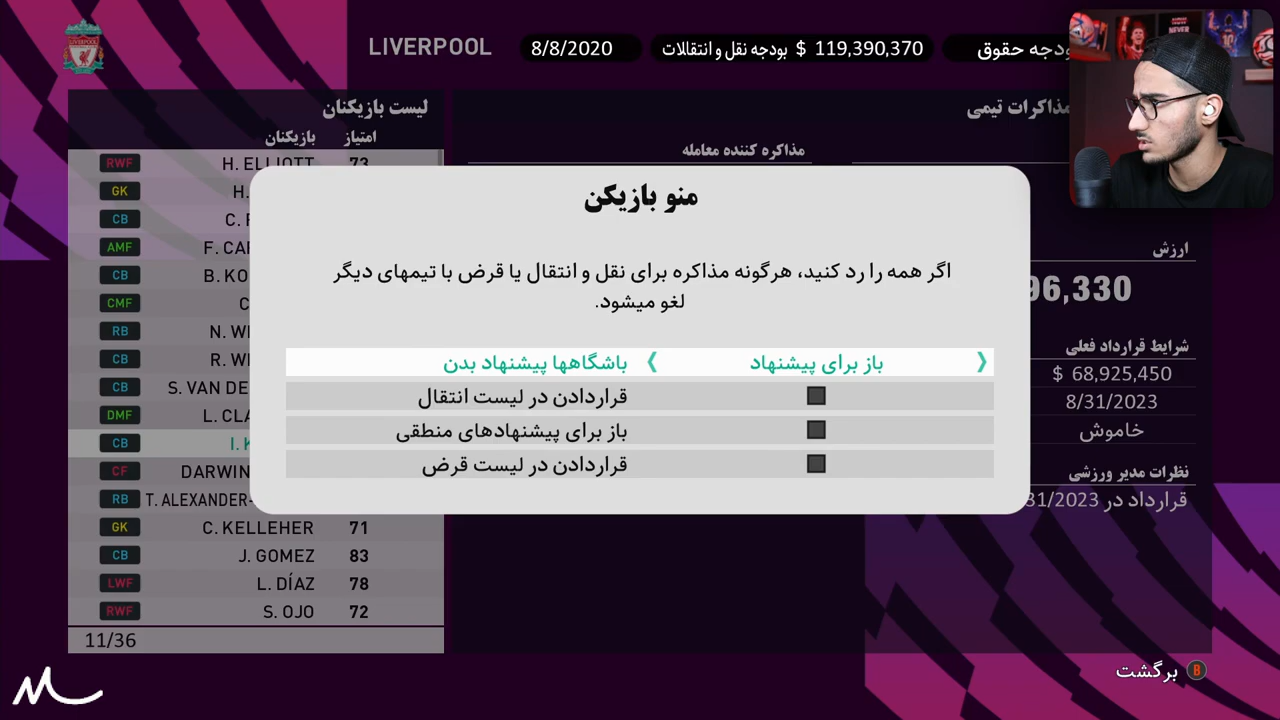 LIVERPOOL
8/8/2020
119,390,370 $ بودجه نقل و انتقالات
حقوق
لیست بازیکنان
بازیکنان امتیاز
RWF H. ELLIOTT 73
GK H.
CB C.
AMF
CB
CMF C
RB
CB
CB S. VAN DE
DMF
CB
CF DARWIN
RB T. ALEXANDER-
GK C. KELLEHER 71
CB J. GOMEZ 83
LWF L. DÍAZ 78
RWF S. OJO 72
11/36
مذاکرات تیمی
مذاکره کننده معامله
ارزش
96,330
شرایط قرارداد فعلی
$ 68,925,450
8/31/2023
خاموش
نظرات مدیر ورزشی
قرارداد در 31/2023
منو بازیکن
اگر همه را رد کنید، هرگونه مذاکره برای نقل و انتقال یا قرض با تیمهای دیگر
لغو میشود.
باشگاهها پیشنهاد بدن باز برای پیشنهاد
قراردادن در لیست انتقال
باز برای پیشنهادهای منطقی
قراردادن در لیست قرض
B برگشت